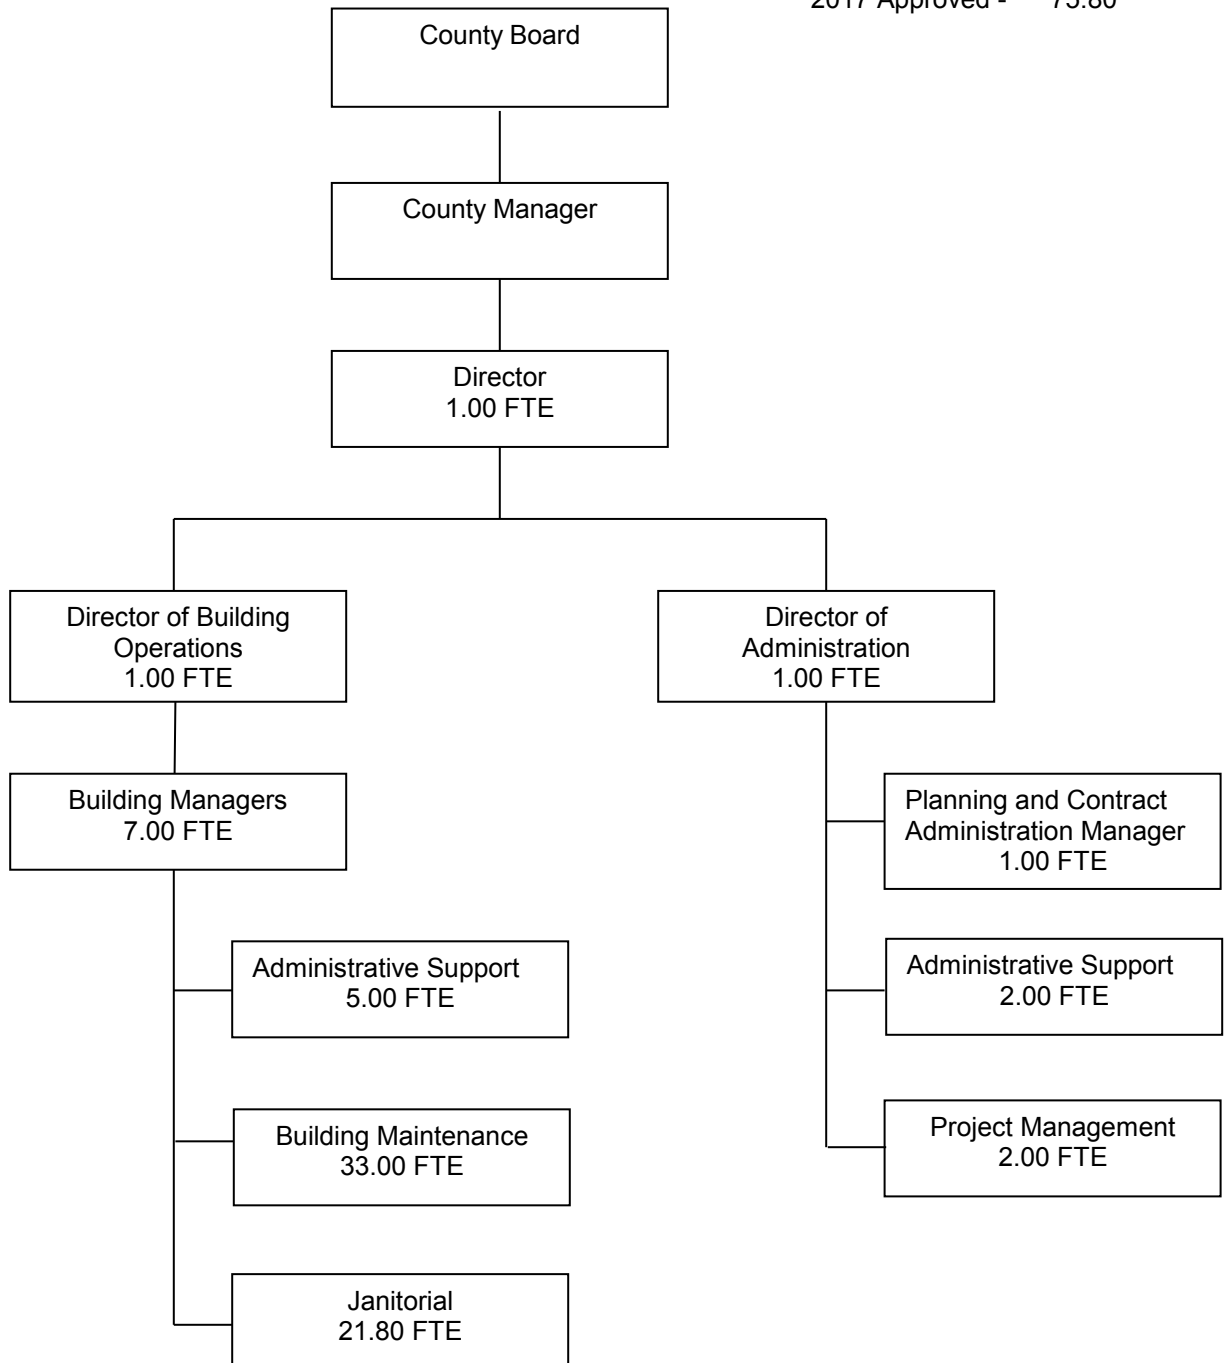 2017 Approved -
County Board
County Manager
Director
1.00 FTE
Director of Building
Operations
1.00 FTE
Director of
Administration
1.00 FTE
Building Managers
7.00 FTE
Planning and Contract
Administration Manager
1.00 FTE
Administrative Support
5.00 FTE
Administrative Support
2.00 FTE
Building Maintenance
33.00 FTE
Project Management
2.00 FTE
Janitorial
21.80 FTE